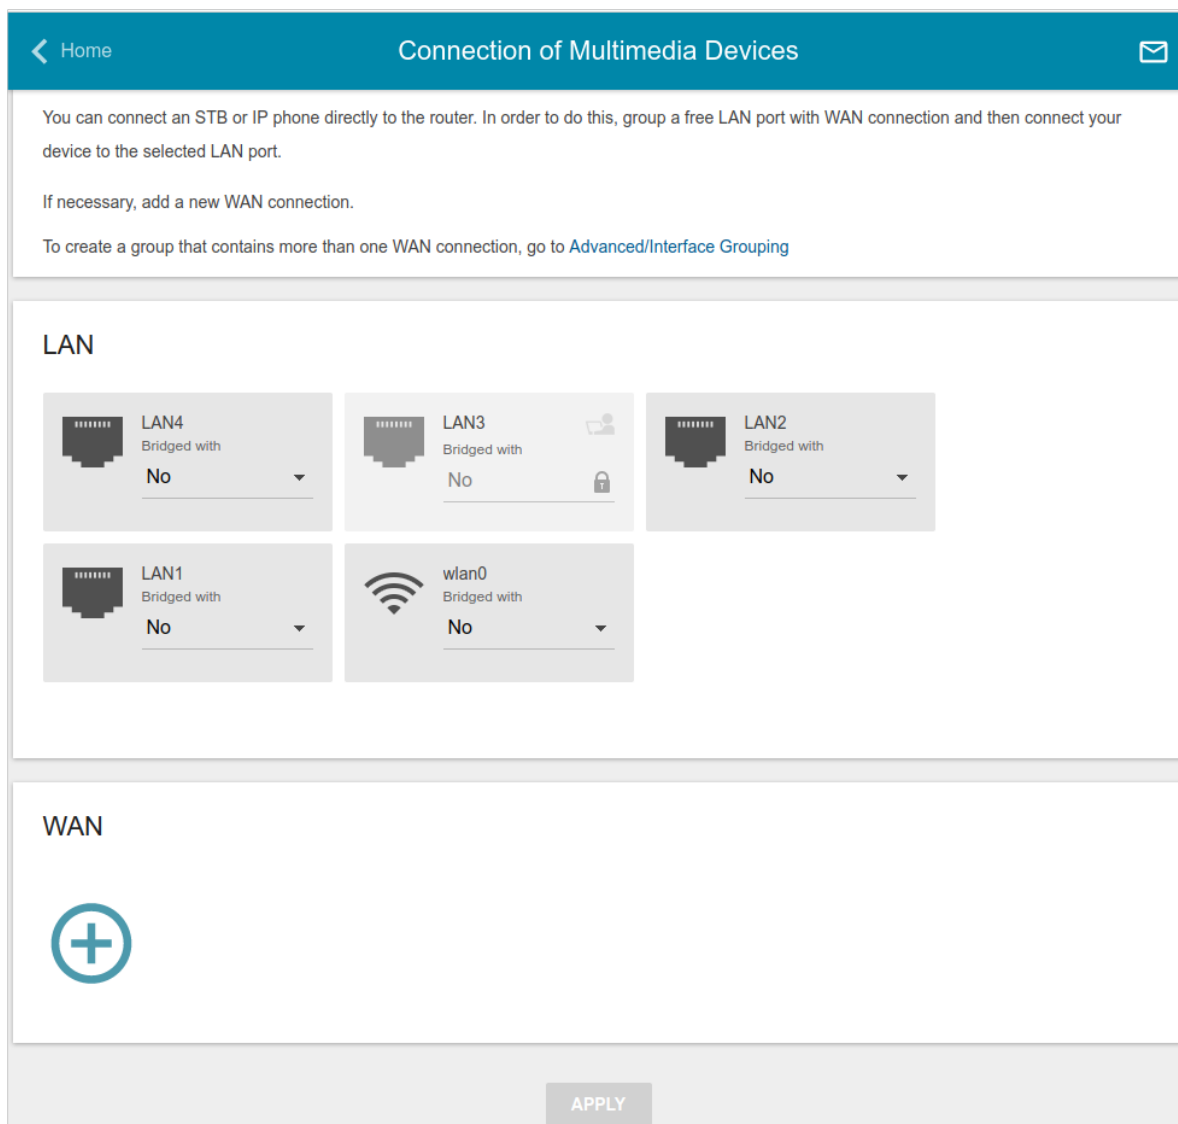 Home
Connection of Multimedia Devices
You can connect an STB or IP phone directly to the router. In order to do this, group a free LAN port with WAN connection and then connect your
device to the selected LAN port.
If necessary, add a new WAN connection.
To create a group that contains more than one WAN connection, go to Advanced/Interface Grouping
LAN
LAN4
Bridged with
No
LAN3
Bridged with
No
LAN2
Bridged with
No
LAN1
Bridged with
No
wlan0
Bridged with
No
WAN
APPLY